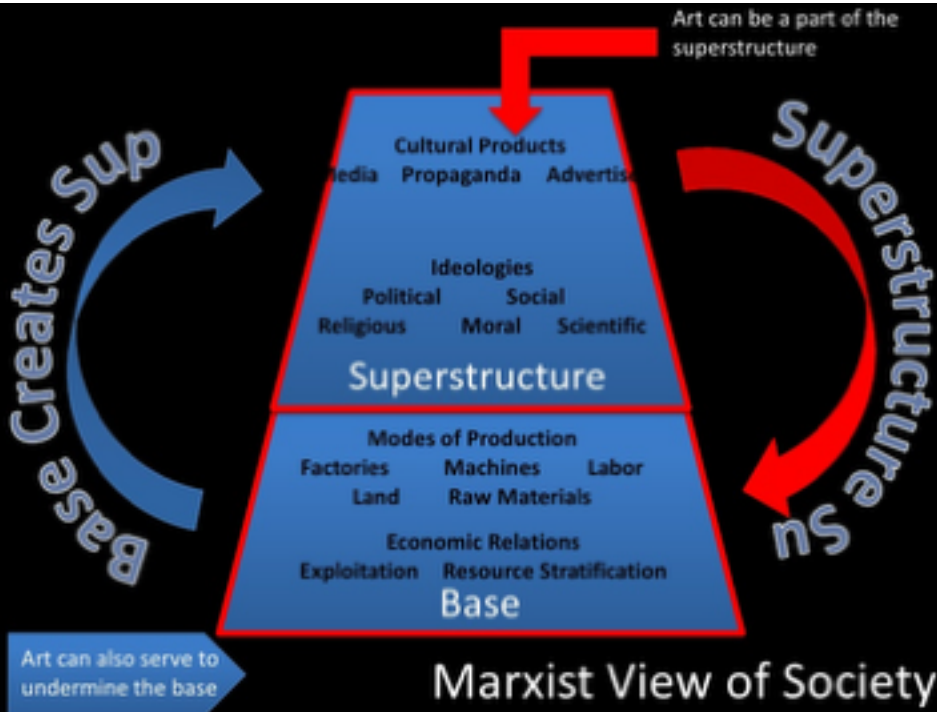 Art can be a part of the
superstructure
Cultural Products
edia Propaganda Advertise
Ideologies
Political Social
Religious Moral Scientific
Superstructure
Modes of Production
Factories Machines Labor
Land Raw Materials
Economic Relations
Exploitation Resource Stratification
Base
Base Creates Sup
Superstructure Su
Art can also serve to
undermine the base
Marxist View of Society